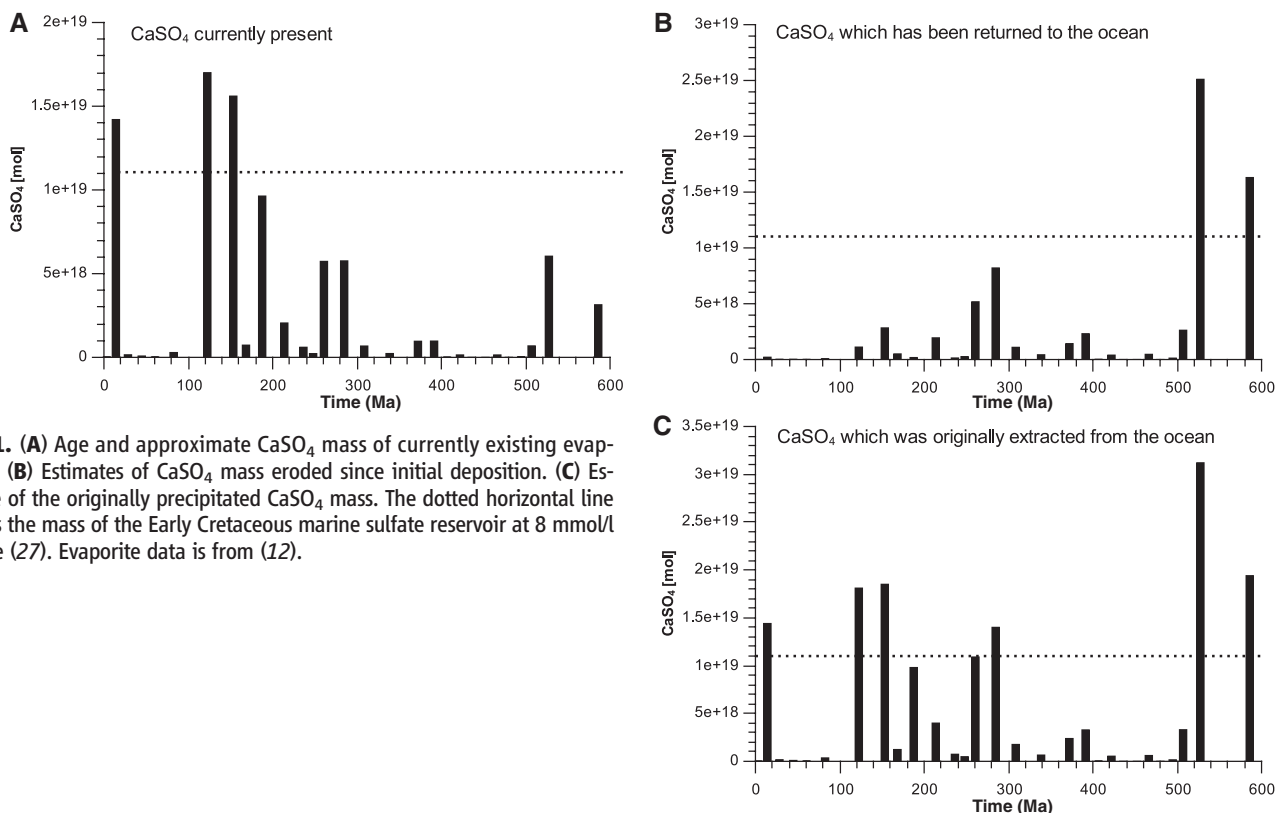 A
CaSO₄ currently present
2e+19
1.5e+19
1e+19
5e+18
0
CaSO₄ [mol]
0 100 200 300 400 500 600
Time (Ma)
B
CaSO₄ which has been returned to the ocean
3e+19
2.5e+19
2e+19
1.5e+19
1e+19
5e+18
0
CaSO₄ [mol]
0 100 200 300 400 500 600
Time (Ma)
1. (A) Age and approximate CaSO₄ mass of currently existing evap-
(B) Estimates of CaSO₄ mass eroded since initial deposition. (C) Es-
e of the originally precipitated CaSO₄ mass. The dotted horizontal line
s the mass of the Early Cretaceous marine sulfate reservoir at 8 mmol/l
e (27). Evaporite data is from (12).
C
CaSO₄ which was originally extracted from the ocean
3.5e+19
3e+19
2.5e+19
2e+19
1.5e+19
1e+19
5e+18
0
CaSO₄ [mol]
0 100 200 300 400 500 600
Time (Ma)